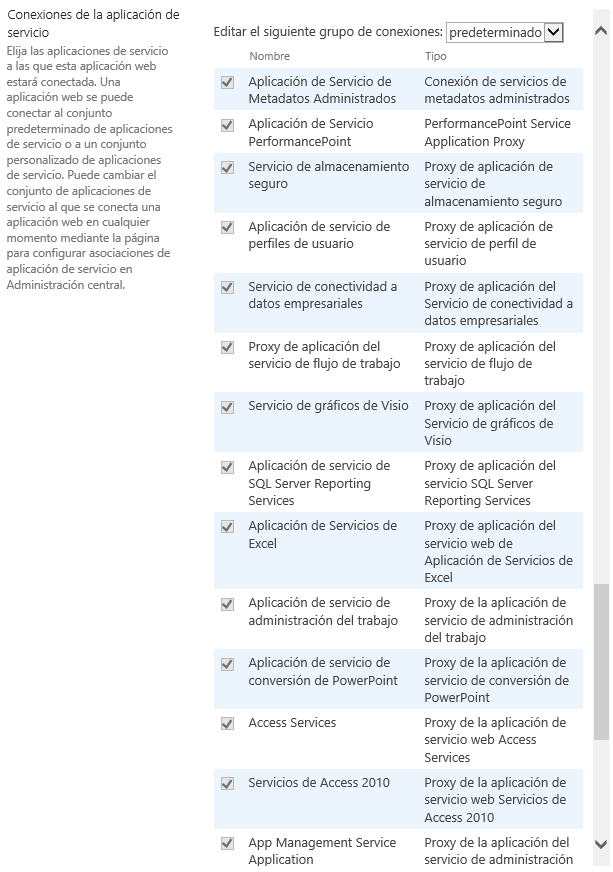 Conexiones de la aplicación de
servicio
Elija las aplicaciones de servicio
a las que esta aplicación web
estará conectada. Una
aplicación web se puede
conectar al conjunto
predeterminado de aplicaciones
de servicio o a un conjunto
personalizado de aplicaciones
de servicio. Puede cambiar el
conjunto de aplicaciones de
servicio al que se conecta una
aplicación web en cualquier
momento mediante la página
para configurar asociaciones de
aplicación de servicio en
Administración central.
Editar el siguiente grupo de conexiones: predeterminado
Nombre Tipo
Aplicación de Servicio de
Metadatos Administrados
Conexión de servicios de
metadatos administrados
Aplicación de Servicio
PerformancePoint
PerformancePoint Service
Application Proxy
Servicio de almacenamiento
seguro
Proxy de aplicación de
servicio de
almacenamiento seguro
Aplicación de servicio de
perfiles de usuario
Proxy de aplicación de
servicio de perfil de
usuario
Servicio de conectividad a
datos empresariales
Proxy de aplicación del
Servicio de conectividad a
datos empresariales
Proxy de aplicación del
servicio de flujo de trabajo
Proxy de aplicación del
servicio de flujo de
trabajo
Servicio de gráficos de Visio
Proxy de aplicación del
Servicio de gráficos de
Visio
Aplicación de servicio de
SQL Server Reporting
Services
Proxy de aplicación del
servicio SQL Server
Reporting Services
Aplicación de Servicios de
Excel
Proxy de aplicación del
servicio web de
Aplicación de Servicios de
Excel
Aplicación de servicio de
administración del trabajo
Proxy de la aplicación de
servicio de administración
del trabajo
Aplicación de servicio de
conversión de PowerPoint
Proxy de la aplicación de
servicio de conversión de
PowerPoint
Access Services
Proxy de la aplicación de
servicio web Access
Services
Servicios de Access 2010
Proxy de la aplicación de
servicio web Servicios de
Access 2010
App Management Service
Application
Proxy de la aplicación del
servicio de administración